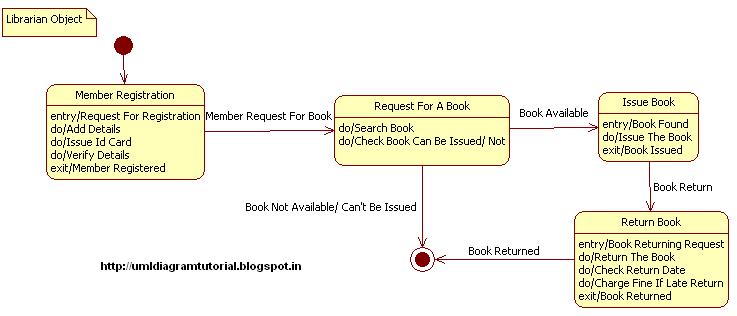 Librarian Object
Member Registration
entry/Request For Registration
do/Add Details
do/Issue Id Card
do/Verify Details
exit/Member Registered
Member Request For Book
Request For A Book
do/Search Book
do/Check Book Can Be Issued/ Not
Book Available
Issue Book
entry/Book Found
do/Issue The Book
exit/Book Issued
Book Return
Book Not Available/ Can't Be Issued
Return Book
entry/Book Returning Request
do/Return The Book
do/Check Return Date
do/Charge Fine If Late Return
exit/Book Returned
Book Returned
http://umldiagramtutorial.blogspot.in